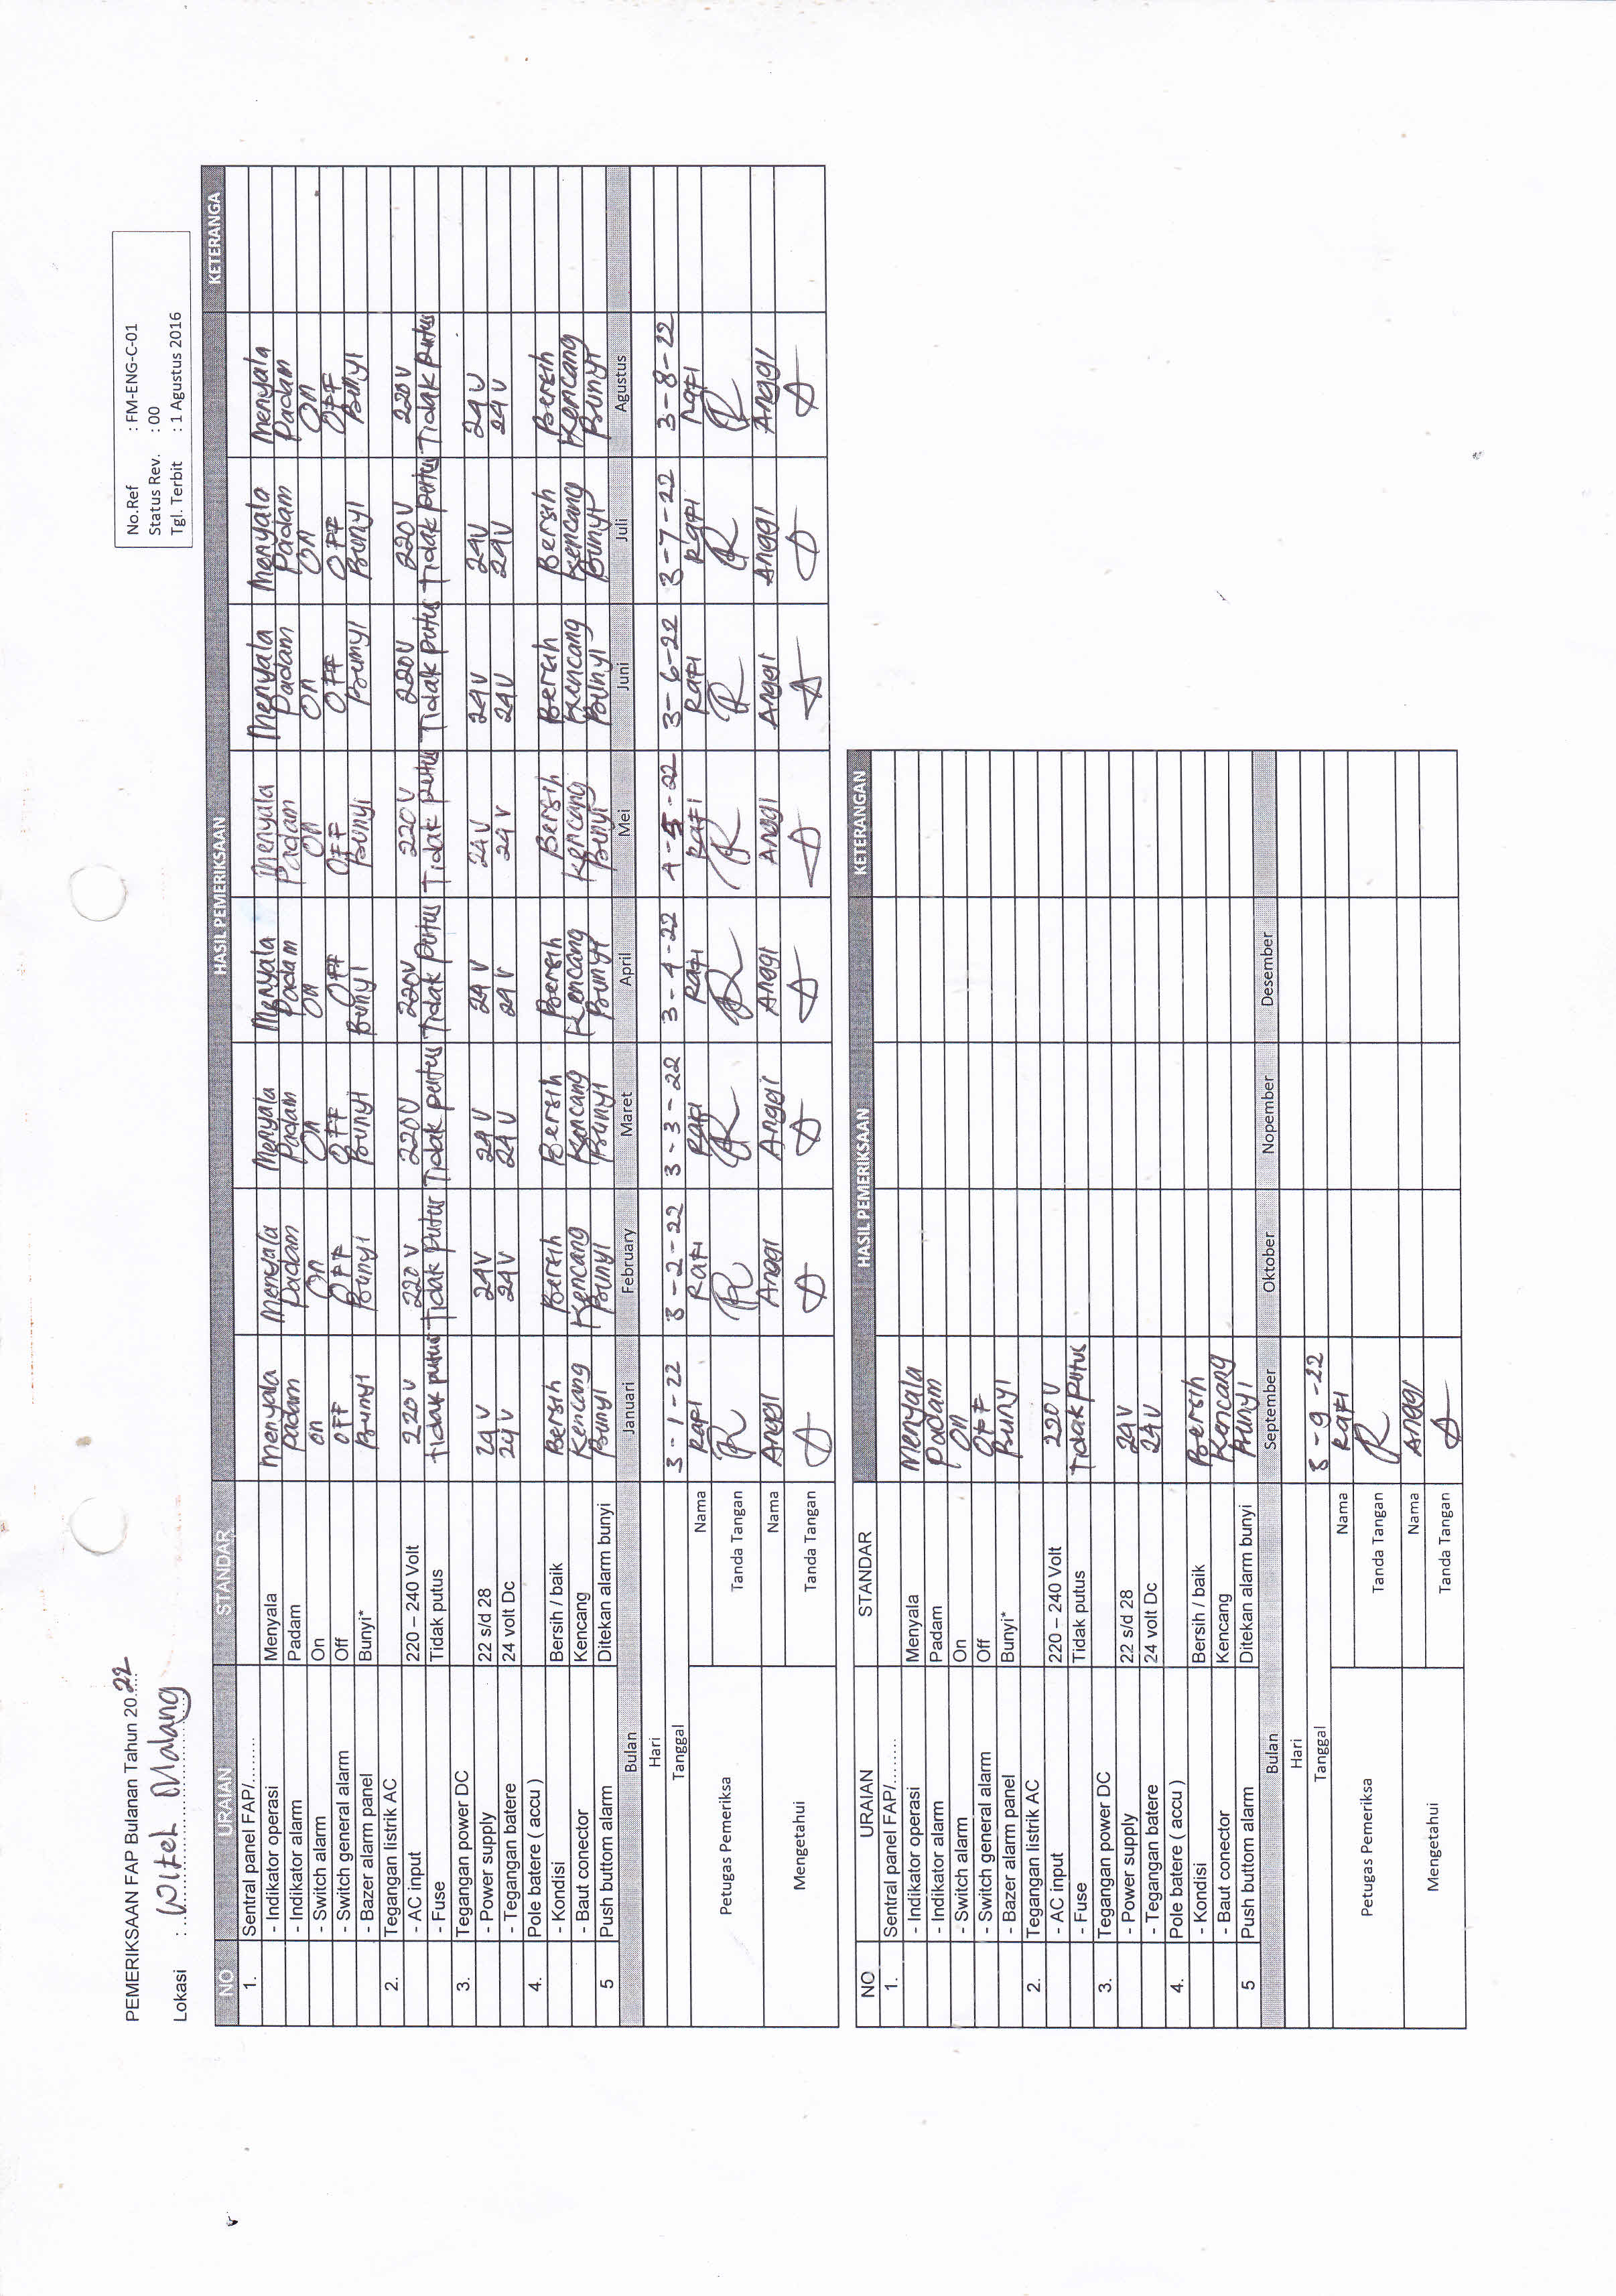 PEMERIKSAAN FAP Bulanan Tahun 20.22
Lokasi : Witel Malang
No.Ref : FM-ENG-C-01
Status Rev. : 00
Tgl. Terbit : 1 Agustus 2016
NO URAIAN STANDAR HASIL PEMERIKSAAN KETERANGA
1. Sentral panel FAP/........
- Indikator operasi Menyala Menyala Menyala Menyala Menyala Menyala Menyala Menyala Menyala
- Indikator alarm Padam Padam Padam Padam Padam Padam Padam Padam Padam
- Switch alarm On on On On On On On On On
- Switch general alarm Off OFF OFF OFF OFF OFF OFF OFF OFF
- Bazer alarm panel Bunyi* Bunyi Bunyi Bunyi Bunyi Bunyi Bunyi Bunyi Bunyi
2. Tegangan listrik AC
- AC input 220 – 240 Volt 220 V 220 V 220V 220V 220 V 220V 220 V 220 V
- Fuse Tidak putus tidak putus Tidak Putus Tidak putus Tidak Putus Tidak Putus Tidak putus Tidak putus Tidak putus
3. Tegangan power DC
- Power supply 22 s/d 28 24 V 24V 24 V 24 V 24 V 24V 24V 24 V
- Tegangan batere 24 volt Dc 24 V 24V 24 V 24 V 24 V 24V 24V 24 V
4. Pole batere ( accu )
- Kondisi Bersih / baik Bersih Bersih Bersih Bersih Bersih Bersih Bersih Bersih
- Baut conector Kencang Kencang Kencang Kencang Kencang Kencang Kencang Kencang Kencang
5 Push buttom alarm Ditekan alarm bunyi Bunyi Bunyi Bunyi Bunyi Bunyi Bunyi Bunyi Bunyi
Bulan Januari February Maret April Mei Juni Juli Agustus
Hari
Tanggal 3-1-22 3-2-22 3-3-22 3-4-22 4-5-22 3-6-22 3-7-22 3-8-22
Nama Rafi Rafi Rafi Rafi Rafi Rafi Rafi Rafi
Petugas Pemeriksa
Tanda Tangan
Nama Anggi Anggi Anggi Anggi Anggi Anggi Anggi Anggi
Mengetahui
Tanda Tangan
NO URAIAN STANDAR HASIL PEMERIKSAAN KETERANGAN
1. Sentral panel FAP/........
- Indikator operasi Menyala Menyala
- Indikator alarm Padam Padam
- Switch alarm On On
- Switch general alarm Off OFF
- Bazer alarm panel Bunyi* Bunyi
2. Tegangan listrik AC
- AC input 220 – 240 Volt 220 V
- Fuse Tidak putus Tidak Putus
3. Tegangan power DC
- Power supply 22 s/d 28 24 V
- Tegangan batere 24 volt Dc 24 V
4. Pole batere ( accu )
- Kondisi Bersih / baik Bersih
- Baut conector Kencang Kencang
5 Push buttom alarm Ditekan alarm bunyi Bunyi
Bulan September Oktober Nopember Desember
Hari
Tanggal 8-9-22
Nama Rafi
Petugas Pemeriksa
Tanda Tangan
Nama Anggi
Mengetahui
Tanda Tangan